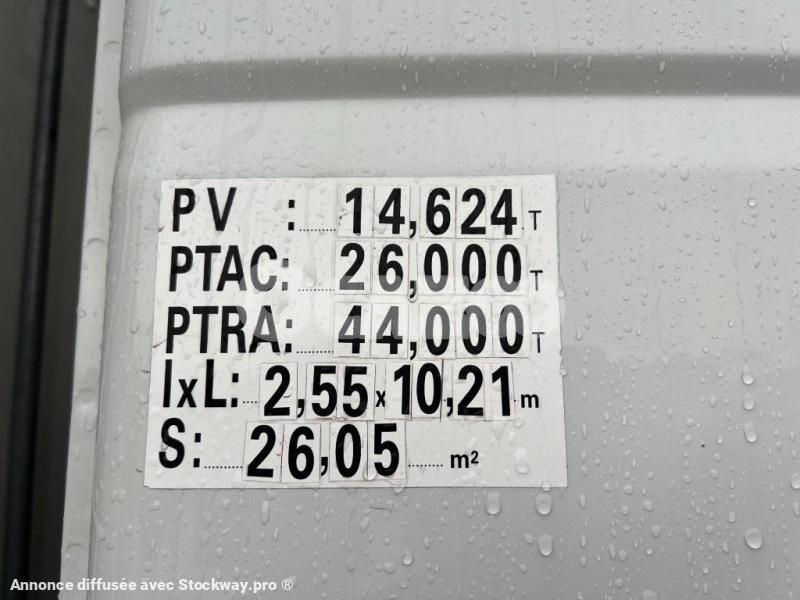 PV : 14,624 T
PTAC: 26,000 T
PTRA: 44,000 T
IxL: 2,55 x 10,21 m
S: 26,05 m²
Annonce diffusée avec Stockway.pro ®